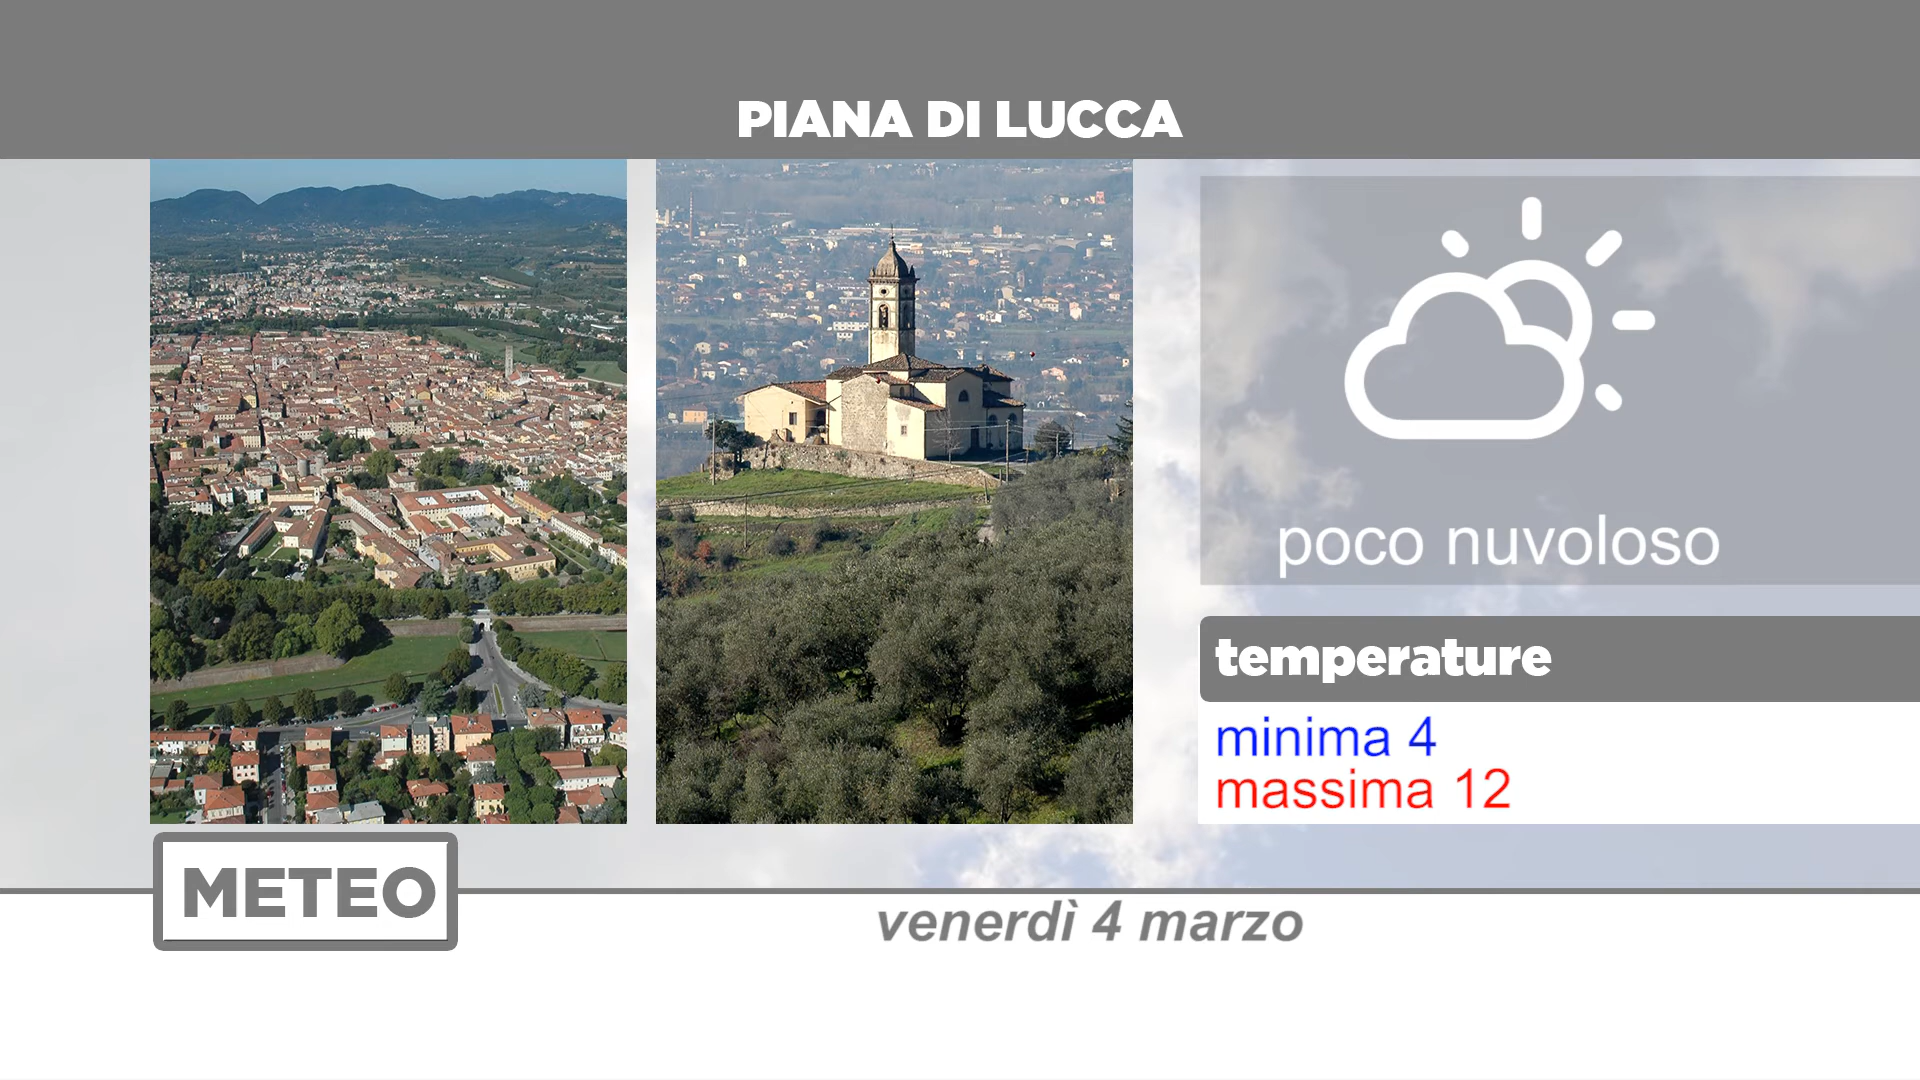 PIANA DI LUCCA
poco nuvoloso
temperature
minima 4
massima 12
METEO
venerdì 4 marzo